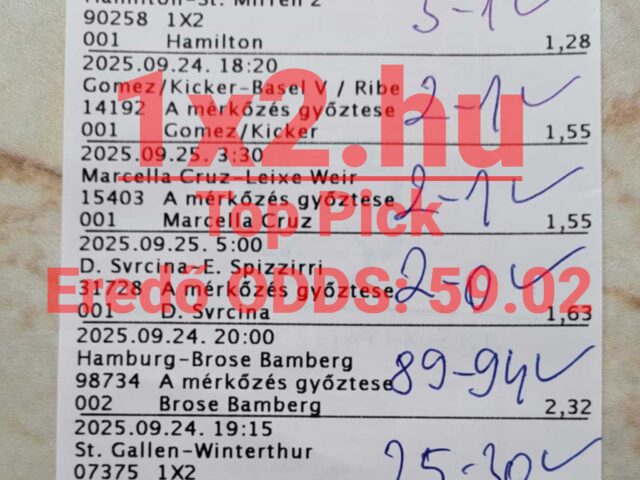 Hamilton-St. Mirren 2
90258 1X2
001 Hamilton 1,28
5-1✓
2025.09.24. 18:20
Gomez/Kicker-Basel V / Ribe
14192 A mérkőzés győztese
001 Gomez/Kicker 1,55
2-1✓
2025.09.25. 3:30
Marcella Cruz-Leixe Weir
15403 A mérkőzés győztese
001 Marcella Cruz 1,55
2-1✓
2025.09.25. 5:00
D. Svrcina-E. Spizzirri
31728 A mérkőzés győztese
001 D. Svrcina 1,63
2-0✓
2025.09.24. 20:00
Hamburg-Brose Bamberg
98734 A mérkőzés győztese
002 Brose Bamberg 2,32
89-94✓
2025.09.24. 19:15
St. Gallen-Winterthur
07375 1X2
25-30✓
1x2.hu
Top Pick
Eredő ODDS: 59.02